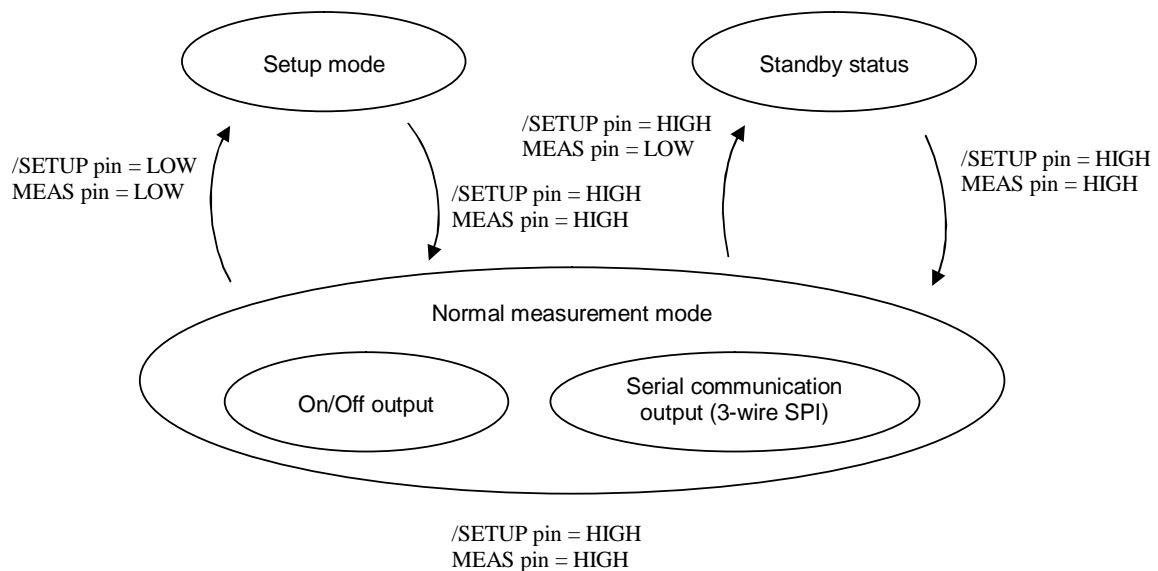 Setup mode
Standby status
/SETUP pin = LOW
MEAS pin = LOW
/SETUP pin = HIGH
MEAS pin = HIGH
/SETUP pin = HIGH
MEAS pin = LOW
/SETUP pin = HIGH
MEAS pin = HIGH
Normal measurement mode
On/Off output
Serial communication
output (3-wire SPI)
/SETUP pin = HIGH
MEAS pin = HIGH